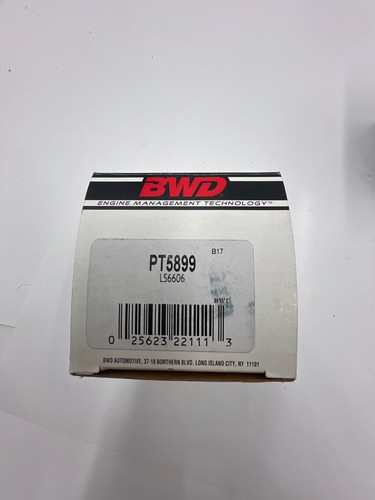 BWD
ENGINE MANAGEMENT TECHNOLOGY™
B17
PT5899
LS6606
BWD
0 25623 22111 3
BWD AUTOMOTIVE, 37-18 NORTHERN BLVD. LONG ISLAND CITY, NY 11101